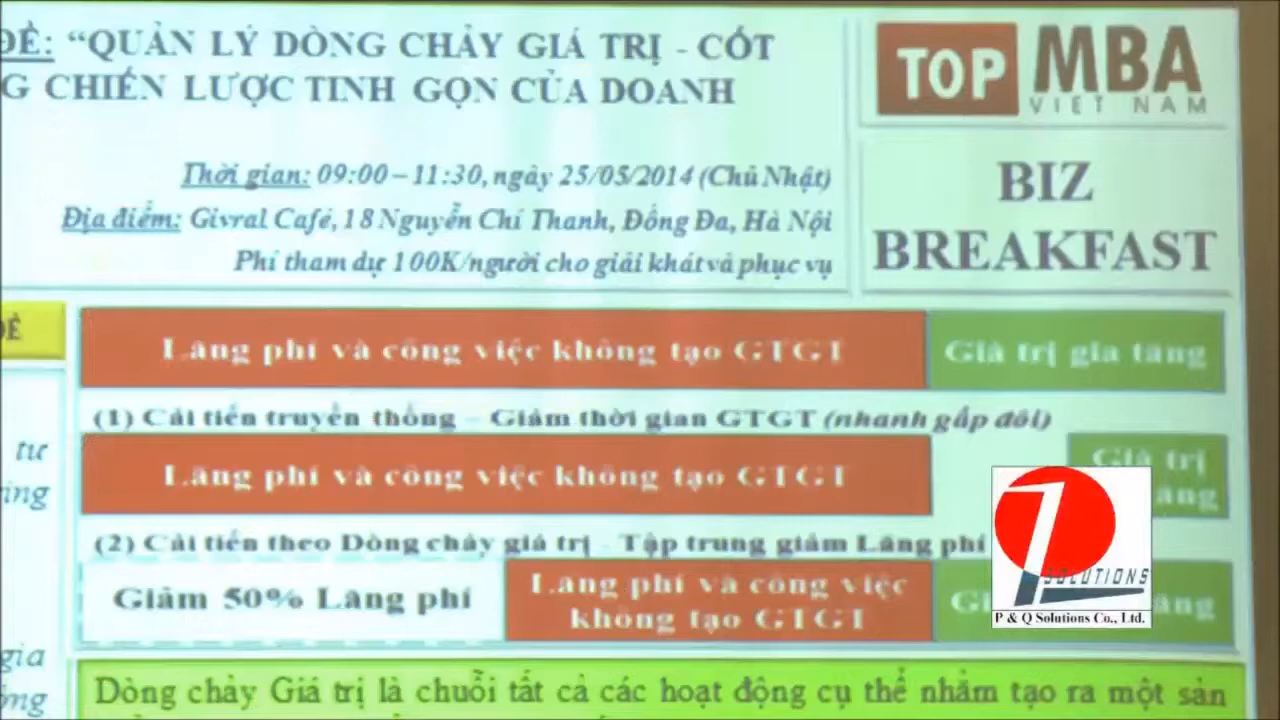 ĐỀ: “QUẢN LÝ DÒNG CHẢY GIÁ TRỊ - CỐT
G CHIẾN LƯỢC TINH GỌN CỦA DOANH
Thời gian: 09:00 – 11:30, ngày 25/05/2014 (Chủ Nhật)
Địa điểm: Givral Café, 18 Nguyễn Chí Thanh, Đống Đa, Hà Nội
Phí tham dự 100K/người cho giải khát và phục vụ
TOP MBA
VIET NAM
BIZ
BREAKFAST
ĐỀ
Lãng phí và công việc không tạo GTGT
Giá trị gia tăng
(1) Cải tiến truyền thống – Giảm thời gian GTGT (nhanh gấp đôi)
Lãng phí và công việc không tạo GTGT
Giá trị
ăng
tư
(2) Cải tiến theo Dòng chảy giá trị – Tập trung giảm Lãng phí
Giảm 50% Lãng phí
Lãng phí và công việc
không tạo GTGT
Gi
ăng
SOLUTIONS
P & Q Solutions Co., Ltd.
gia
Dòng chảy Giá trị là chuỗi tất cả các hoạt động cụ thể nhằm tạo ra một sản